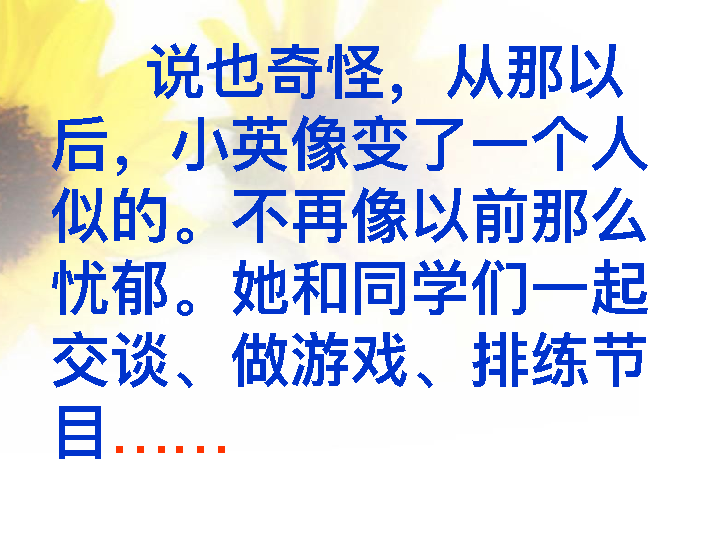 说也奇怪，从那以
后，小英像变了一个人
似的。不再像以前那么
忧郁。她和同学们一起
交谈、做游戏、排练节
目……